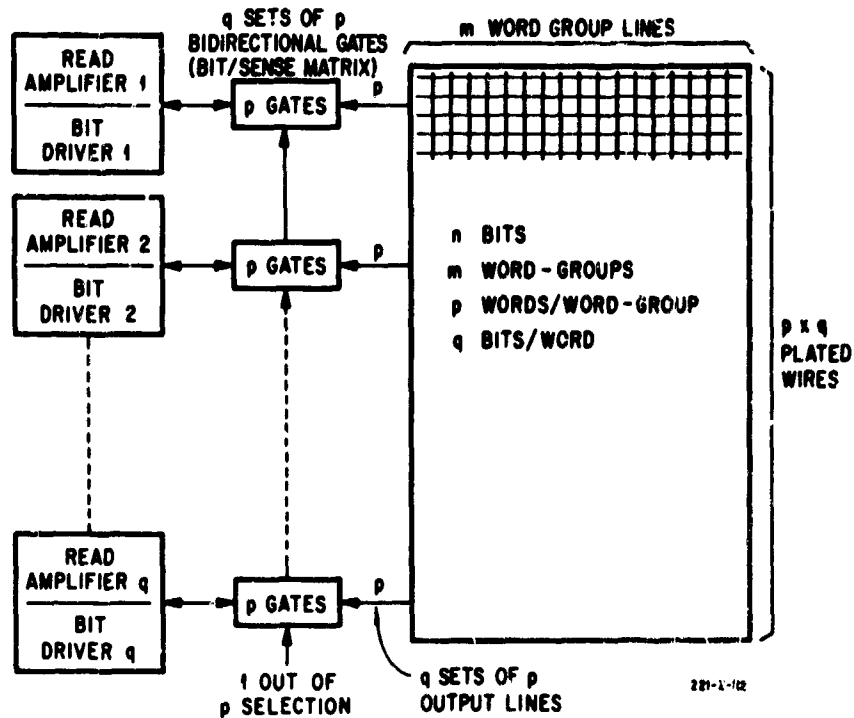 q SETS OF p
BIDIRECTIONAL GATES
(BIT/SENSE MATRIX)
m WORD GROUP LINES
READ
AMPLIFIER 1
BIT
DRIVER 1
p GATES
p
READ
AMPLIFIER 2
BIT
DRIVER 2
p GATES
p
n BITS
m WORD-GROUPS
p WORDS/WORD-GROUP
q BITS/WORD
p x q
PLATED
WIRES
READ
AMPLIFIER q
BIT
DRIVER q
p GATES
p
1 OUT OF
p SELECTION
q SETS OF p
OUTPUT LINES